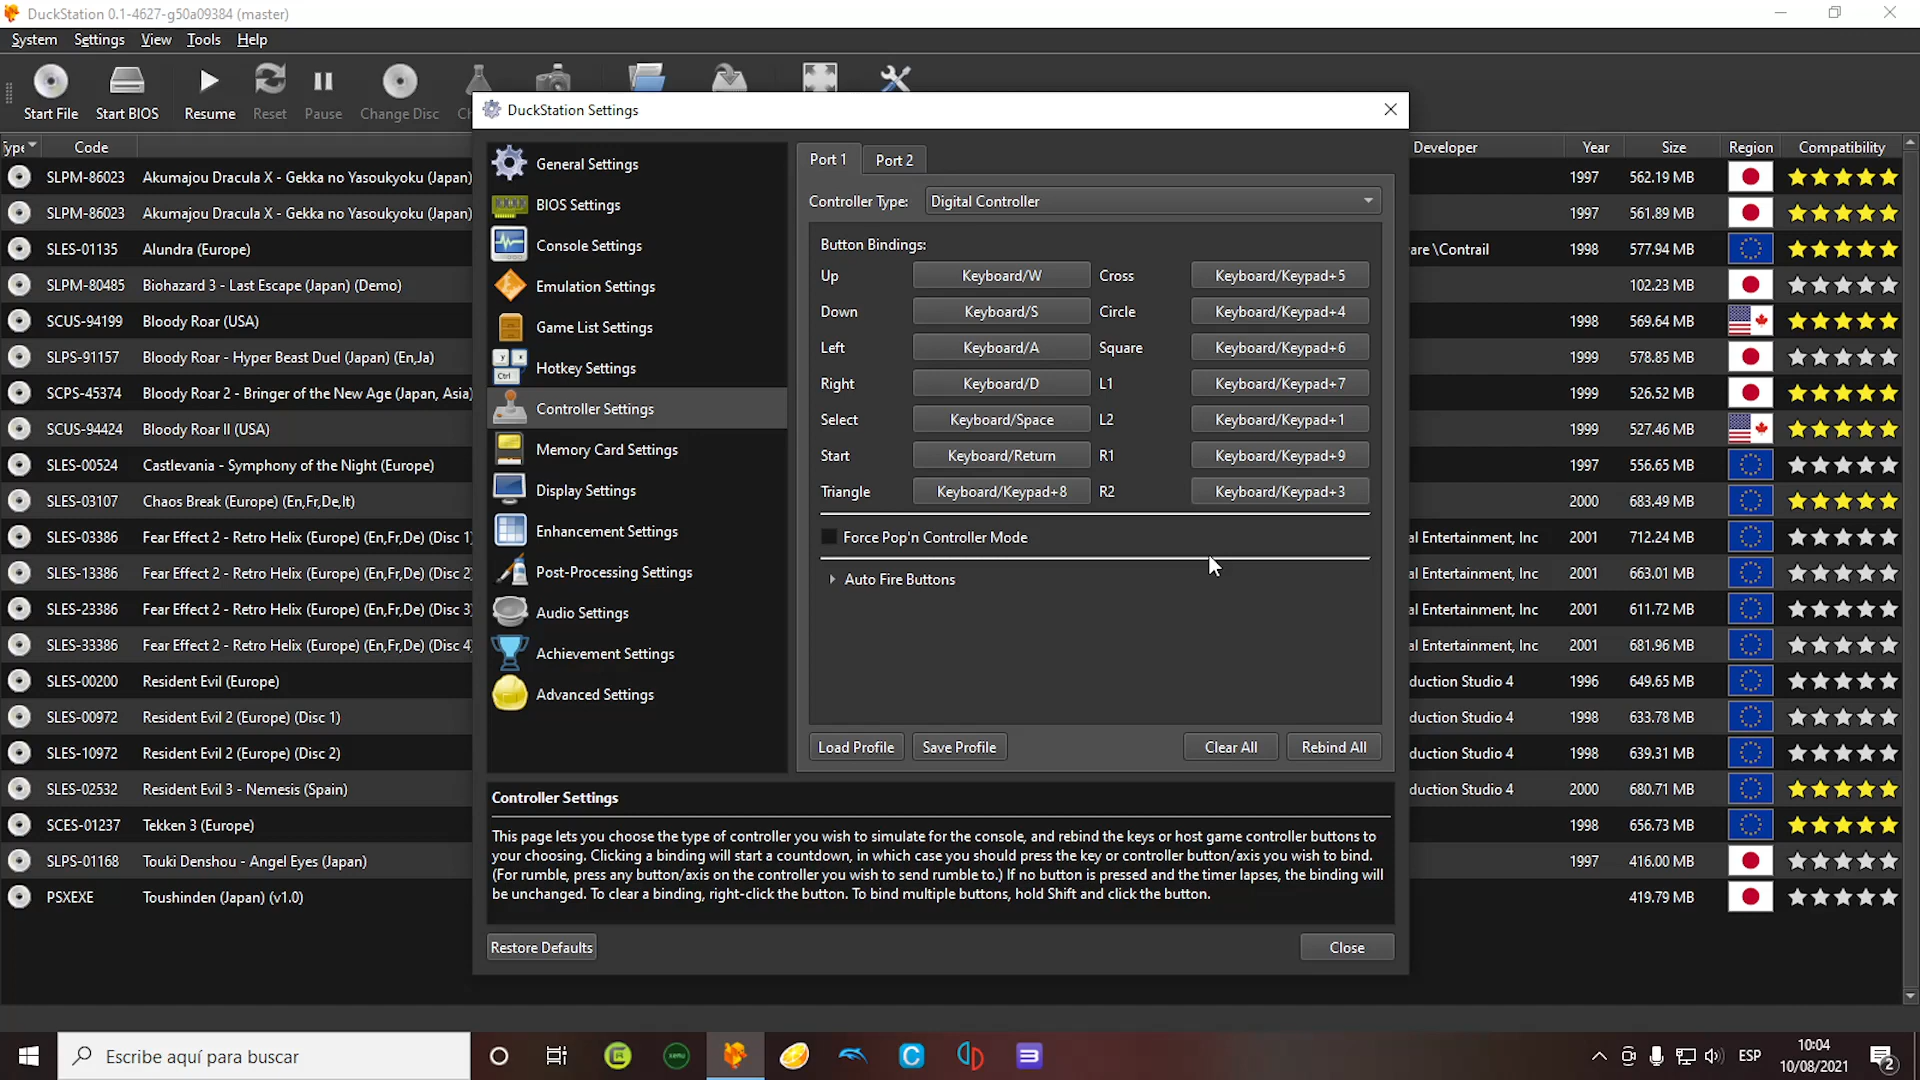 DuckStation 0.1-4627-g50a09384 (master)
System Settings View Tools Help
Start File Start BIOS Resume Reset Pause Change Disc
DuckStation Settings
Code Developer Year Size Region Compatibility
SLPM-86023 Akumajou Dracula X - Gekka no Yasoukyoku (Japan) 1997 562.19 MB
SLPM-86023 Akumajou Dracula X - Gekka no Yasoukyoku (Japan) 1997 561.89 MB
SLES-01135 Alundra (Europe) are \Contrail 1998 577.94 MB
SLPM-80485 Biohazard 3 - Last Escape (Japan) (Demo) 102.23 MB
SCUS-94199 Bloody Roar (USA) 1998 569.64 MB
SLPS-91157 Bloody Roar - Hyper Beast Duel (Japan) (En,Ja) 1999 578.85 MB
SCPS-45374 Bloody Roar 2 - Bringer of the New Age (Japan, Asia) 1999 526.52 MB
SCUS-94424 Bloody Roar II (USA) 1999 527.46 MB
SLES-00524 Castlevania - Symphony of the Night (Europe) 1997 556.65 MB
SLES-03107 Chaos Break (Europe) (En,Fr,De,It) 2000 683.49 MB
SLES-03386 Fear Effect 2 - Retro Helix (Europe) (En,Fr,De) (Disc 1) al Entertainment, Inc 2001 712.24 MB
SLES-13386 Fear Effect 2 - Retro Helix (Europe) (En,Fr,De) (Disc 2) al Entertainment, Inc 2001 663.01 MB
SLES-23386 Fear Effect 2 - Retro Helix (Europe) (En,Fr,De) (Disc 3) al Entertainment, Inc 2001 611.72 MB
SLES-33386 Fear Effect 2 - Retro Helix (Europe) (En,Fr,De) (Disc 4) al Entertainment, Inc 2001 681.96 MB
SLES-00200 Resident Evil (Europe) duction Studio 4 1996 649.65 MB
SLES-00972 Resident Evil 2 (Europe) (Disc 1) duction Studio 4 1998 633.78 MB
SLES-10972 Resident Evil 2 (Europe) (Disc 2) duction Studio 4 1998 639.31 MB
SLES-02532 Resident Evil 3 - Nemesis (Spain) duction Studio 4 2000 680.71 MB
SCES-01237 Tekken 3 (Europe) 1998 656.73 MB
SLPS-01168 Touki Denshou - Angel Eyes (Japan) 1997 416.00 MB
PSXEXE Toushinden (Japan) (v1.0) 419.79 MB
General Settings
BIOS Settings
Console Settings
Emulation Settings
Game List Settings
Hotkey Settings
Controller Settings
Memory Card Settings
Display Settings
Enhancement Settings
Post-Processing Settings
Audio Settings
Achievement Settings
Advanced Settings
Port 1 Port 2
Controller Type: Digital Controller
Button Bindings:
Up Keyboard/W Cross Keyboard/Keypad+5
Down Keyboard/S Circle Keyboard/Keypad+4
Left Keyboard/A Square Keyboard/Keypad+6
Right Keyboard/D L1 Keyboard/Keypad+7
Select Keyboard/Space L2 Keyboard/Keypad+1
Start Keyboard/Return R1 Keyboard/Keypad+9
Triangle Keyboard/Keypad+8 R2 Keyboard/Keypad+3
Force Pop'n Controller Mode
Auto Fire Buttons
Load Profile Save Profile Clear All Rebind All
Controller Settings
This page lets you choose the type of controller you wish to simulate for the console, and rebind the keys or host game controller buttons to
your choosing. Clicking a binding will start a countdown, in which case you should press the key or controller button/axis you wish to bind.
(For rumble, press any button/axis on the controller you wish to send rumble to.) If no button is pressed and the timer lapses, the binding will
be unchanged. To clear a binding, right-click the button. To bind multiple buttons, hold Shift and click the button.
Restore Defaults Close
Escribe aquí para buscar
ESP
10:04
10/08/2021
2